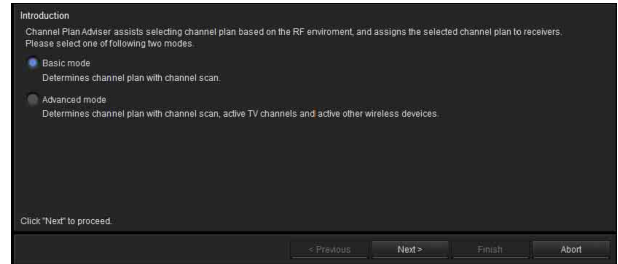 Introduction
Channel Plan Adviser assists selecting channel plan based on the RF enviroment, and assigns the selected channel plan to receivers.
Please select one of following two modes.
Basic mode
Determines channel plan with channel scan.
Advanced mode
Determines channel plan with channel scan, active TV channels and active other wireless deveices.
Click "Next" to proceed.
< Previous Next > Finish Abort